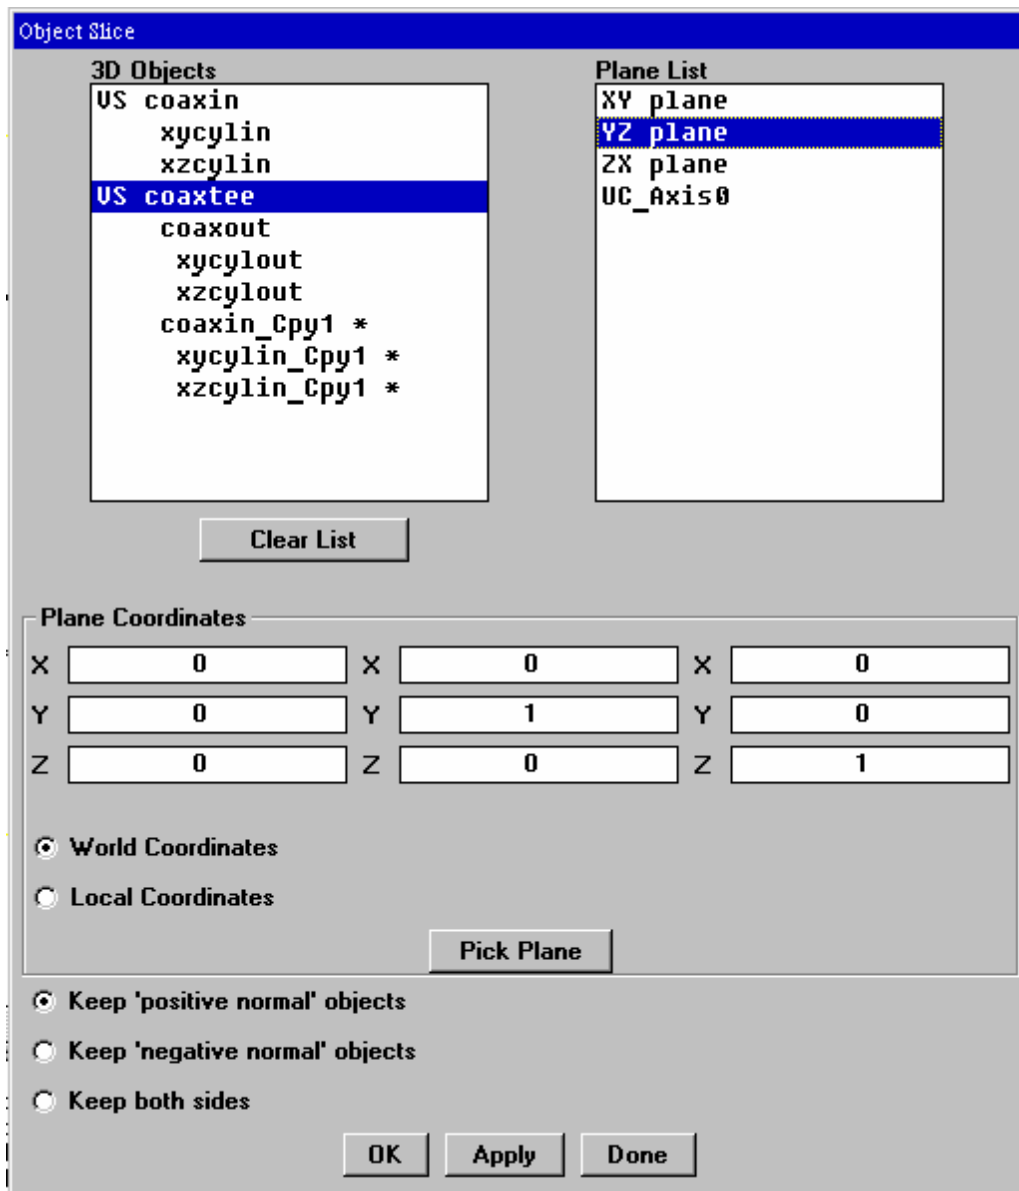 Object Slice
3D Objects
VS coaxin
xycylin
xzcylin
VS coaxtee
coaxout
xycylout
xzcylout
coaxin_Cpy1 *
xycylin_Cpy1 *
xzcylin_Cpy1 *
Clear List
Plane List
XY plane
YZ plane
ZX plane
UC_Axis0
Plane Coordinates
X 0 X 0 X 0
Y 0 Y 1 Y 0
Z 0 Z 0 Z 1
World Coordinates
Local Coordinates
Pick Plane
Keep 'positive normal' objects
Keep 'negative normal' objects
Keep both sides
OK Apply Done